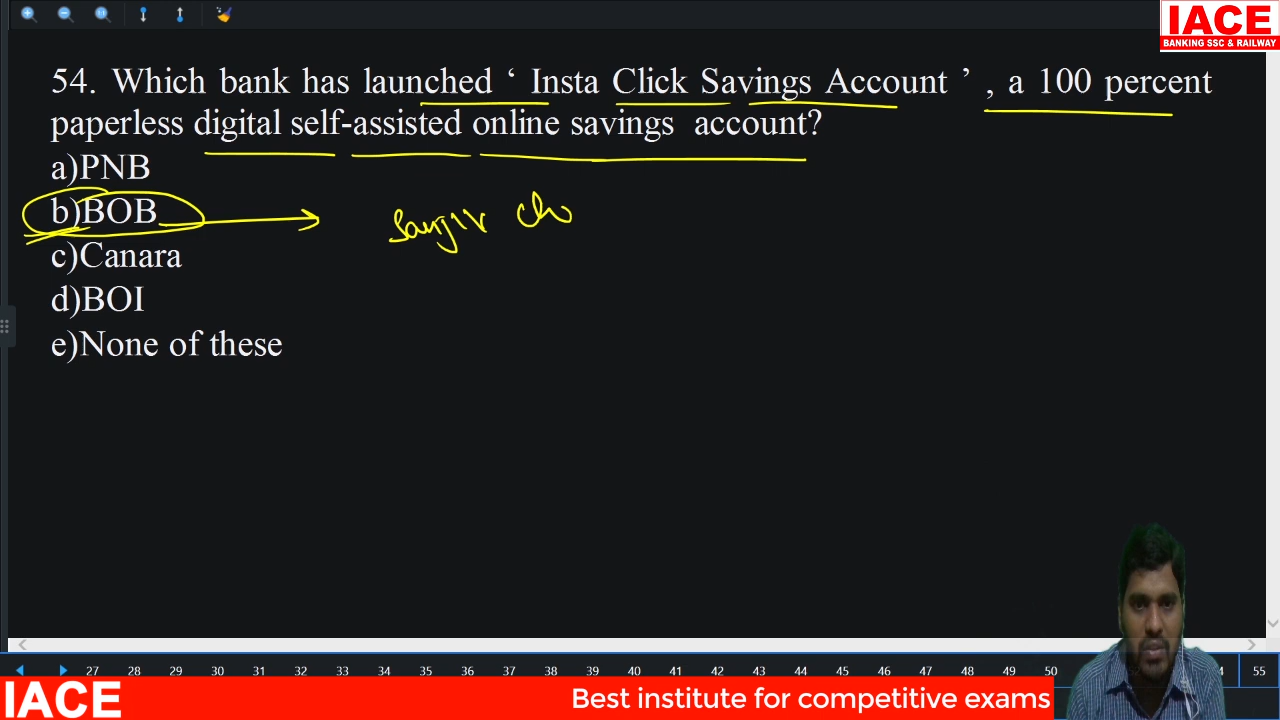 IACE
BANKING SSC & RAILWAY
54. Which bank has launched ‘ Insta Click Savings Account ’ , a 100 percent
paperless digital self-assisted online savings account?
a)PNB
b)BOB
sanjiv cha
c)Canara
d)BOI
e)None of these
27 28 29 30 31 32 33 34 35 36 37 38 39 40 41 42 43 44 45 46 47 48 49 50 55
IACE
Best institute for competitive exams